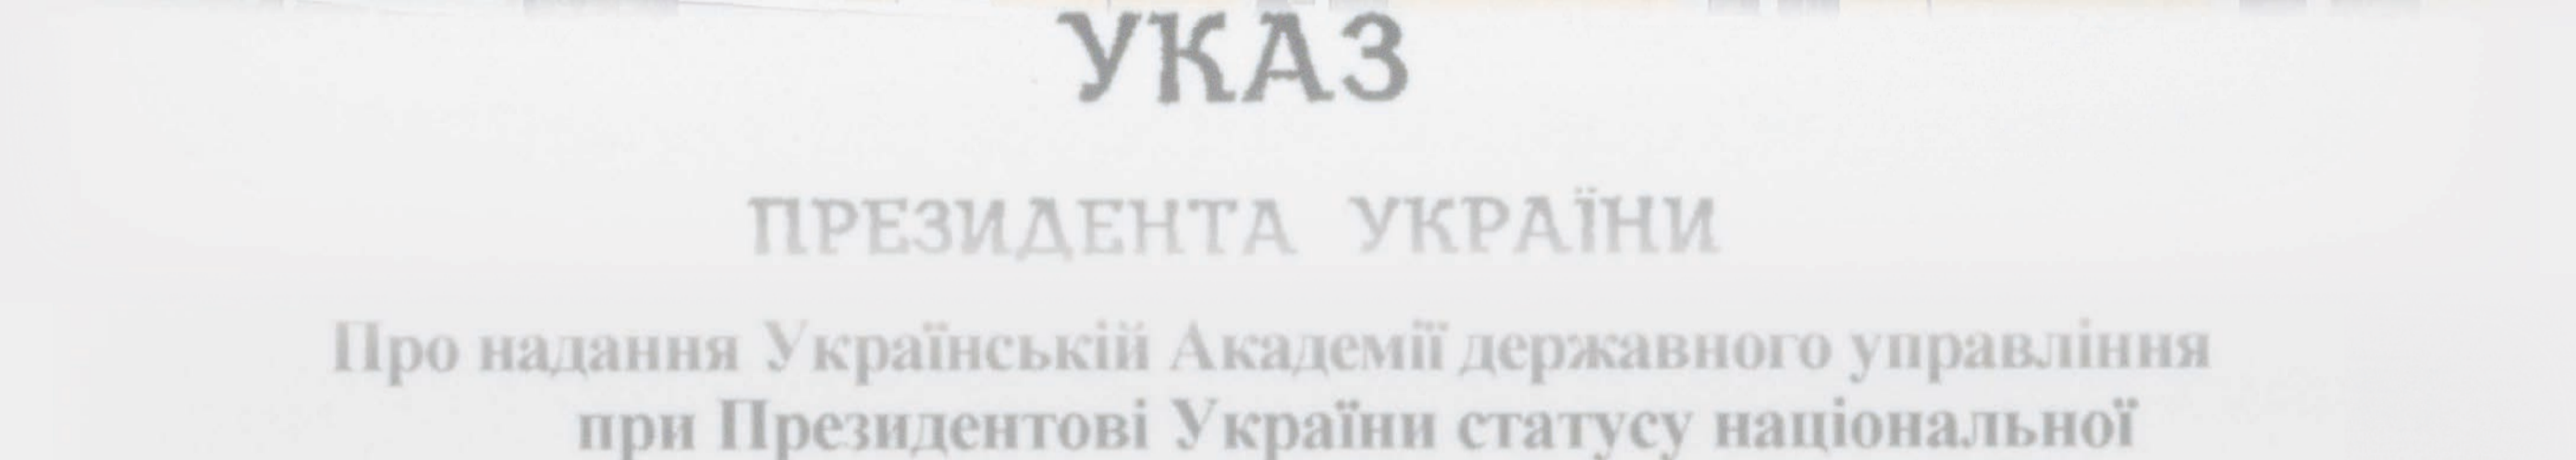 УКАЗ
ПРЕЗИДЕНТА УКРАЇНИ
Про надання Українській Академії державного управління
при Президентові України статусу національної